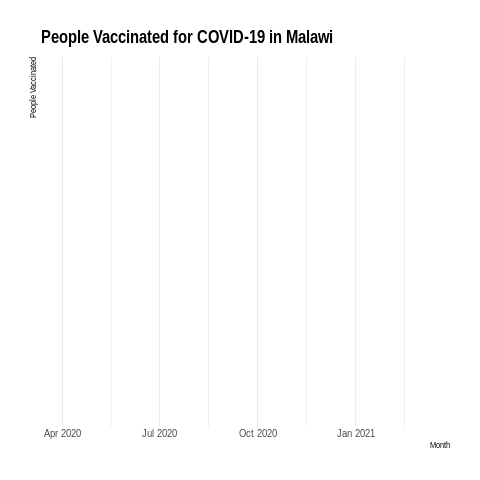 People Vaccinated for COVID-19 in Malawi
People Vaccinated
Apr 2020
Jul 2020
Oct 2020
Jan 2021
Month